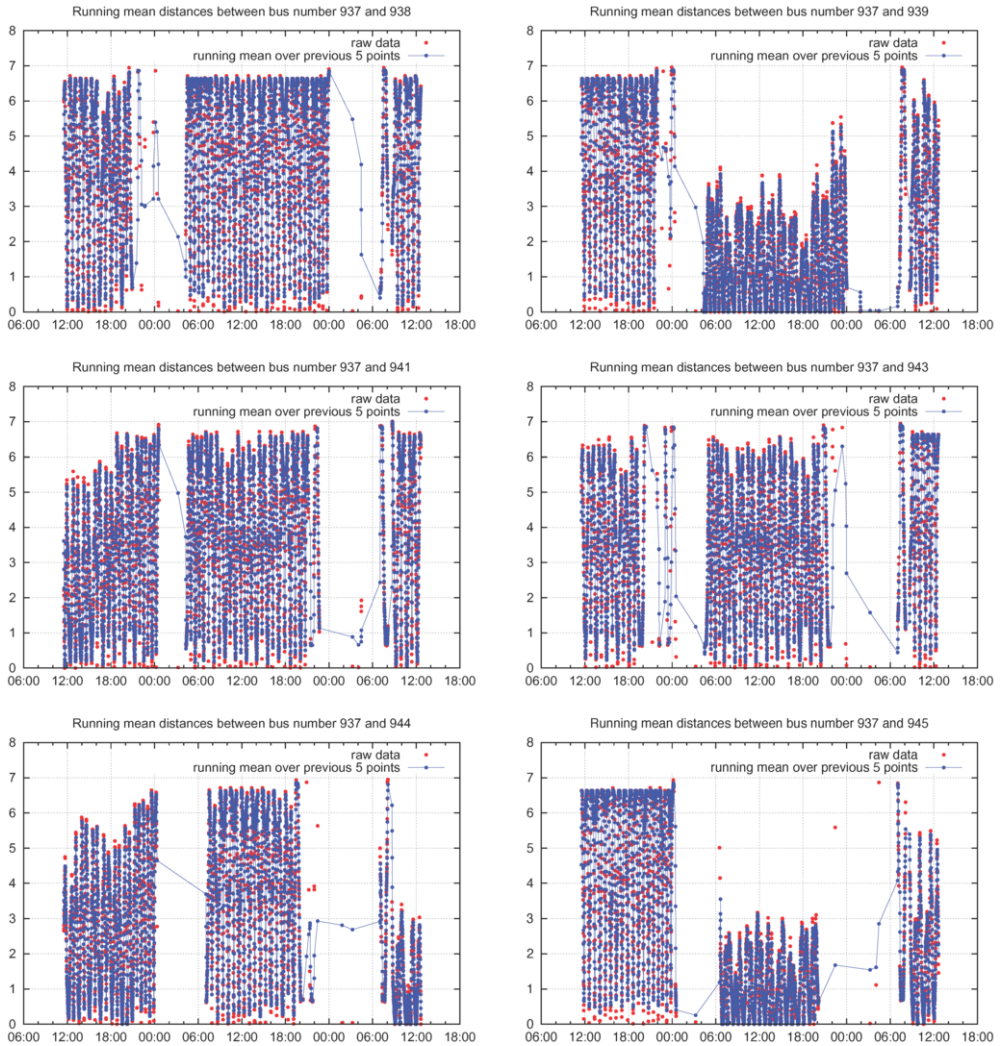 Running mean distances between bus number 937 and 938
8
7
6
5
4
3
2
1
0
raw data
running mean over previous 5 points
06:00 12:00 18:00 00:00 06:00 12:00 18:00 00:00 06:00 12:00 18:00
Running mean distances between bus number 937 and 939
8
7
6
5
4
3
2
1
0
raw data
running mean over previous 5 points
06:00 12:00 18:00 00:00 06:00 12:00 18:00 00:00 06:00 12:00 18:00
Running mean distances between bus number 937 and 941
8
7
6
5
4
3
2
1
0
raw data
running mean over previous 5 points
06:00 12:00 18:00 00:00 06:00 12:00 18:00 00:00 06:00 12:00 18:00
Running mean distances between bus number 937 and 943
8
7
6
5
4
3
2
1
0
raw data
running mean over previous 5 points
06:00 12:00 18:00 00:00 06:00 12:00 18:00 00:00 06:00 12:00 18:00
Running mean distances between bus number 937 and 944
8
7
6
5
4
3
2
1
0
raw data
running mean over previous 5 points
06:00 12:00 18:00 00:00 06:00 12:00 18:00 00:00 06:00 12:00 18:00
Running mean distances between bus number 937 and 945
8
7
6
5
4
3
2
1
0
raw data
running mean over previous 5 points
06:00 12:00 18:00 00:00 06:00 12:00 18:00 00:00 06:00 12:00 18:00